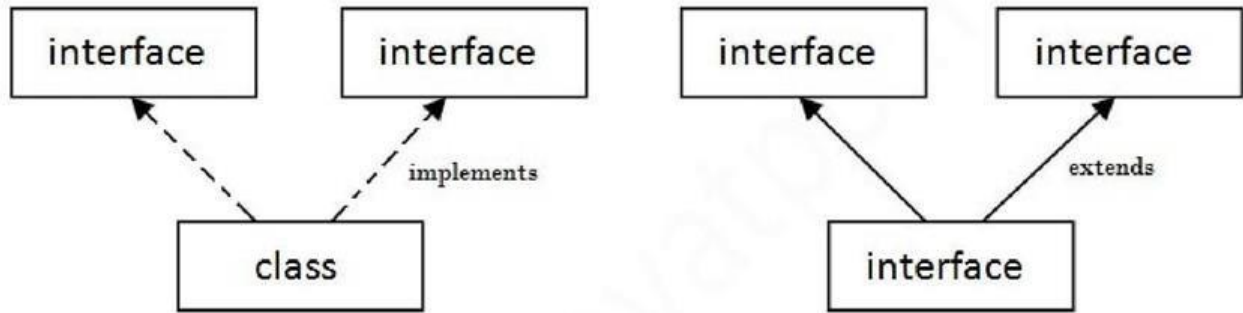 interface
interface
interface
interface
implements
extends
class
interface